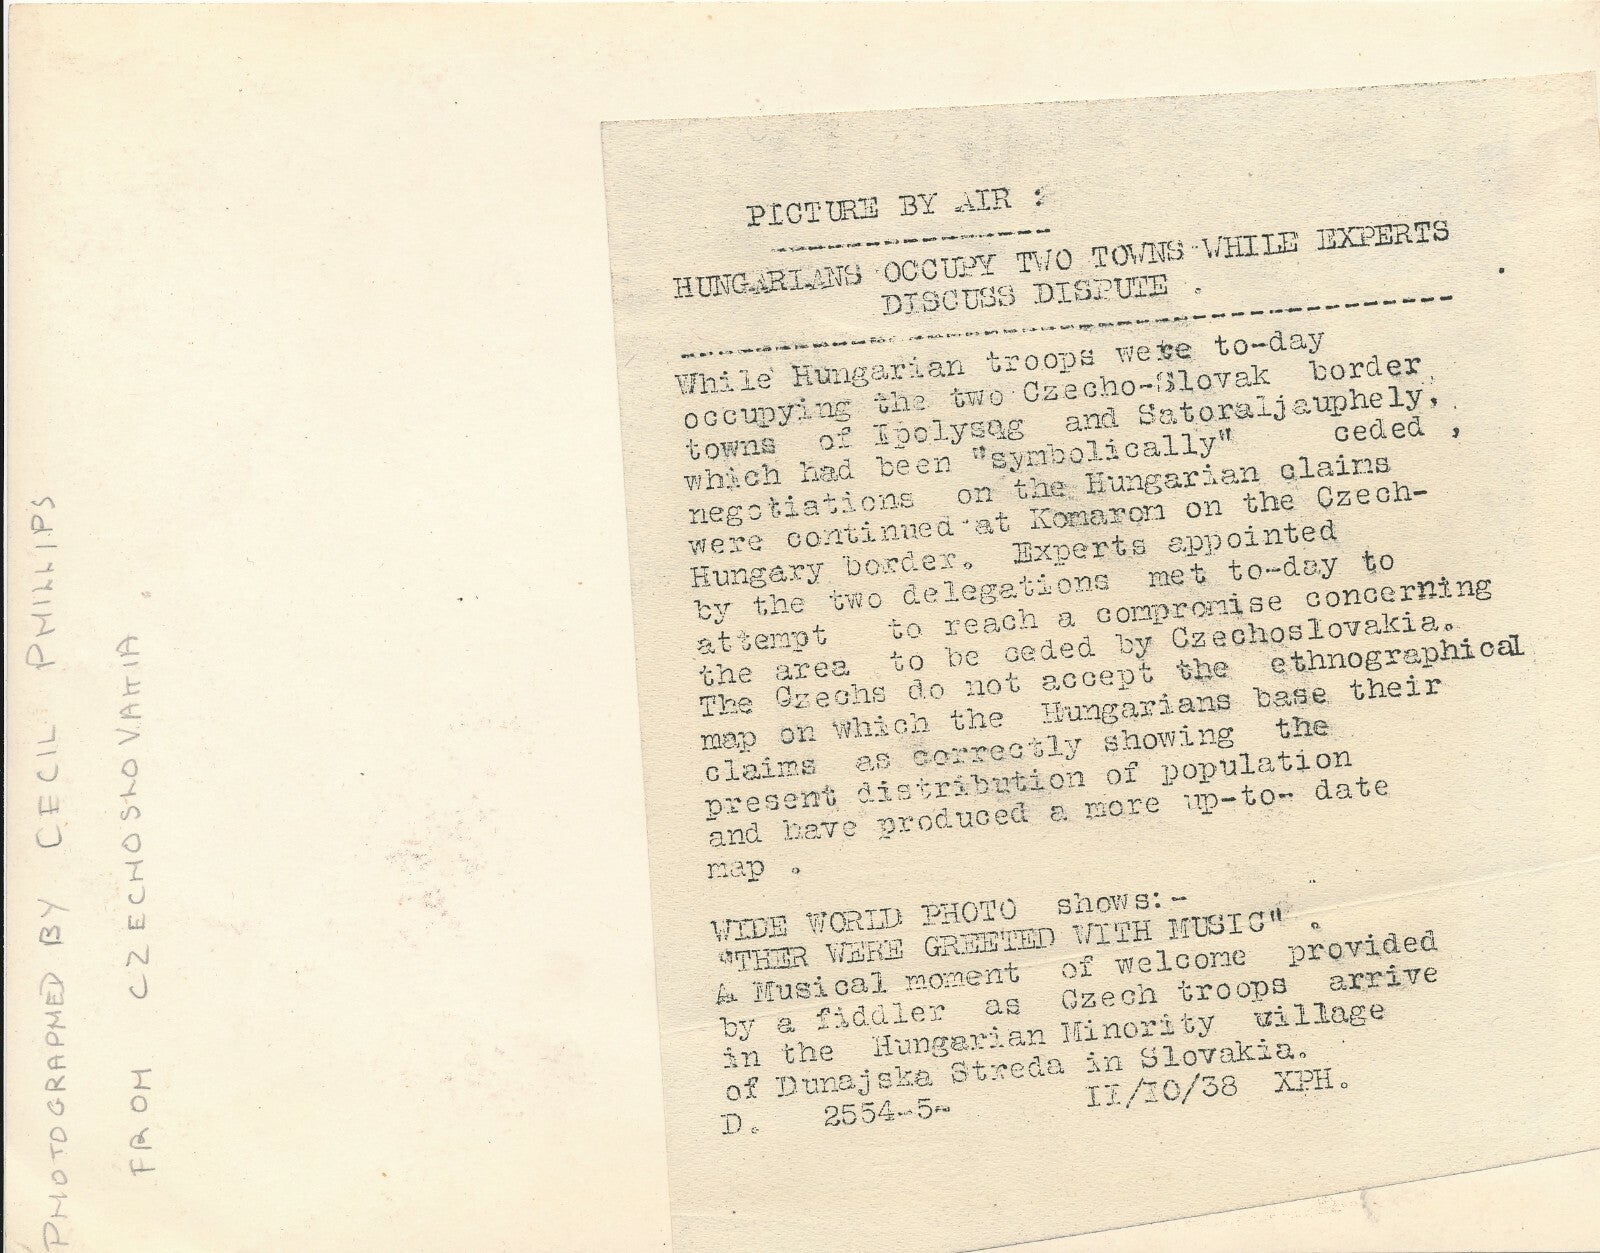 PICTURE BY AIR :
HUNGARIANS OCCUPY TWO TOWNS WHILE EXPERTS
DISCUSS DISPUTE .
While Hungarian troops were to-day
occupying the two Czecho-Slovak border
towns of Ipolysag and Satoraljauphely,
which had been "symbolically" ceded ,
negotiations on the Hungarian claims
were continued at Komarom on the Czech-
Hungary border. Experts appointed
by the two delegations met to-day to
attempt to reach a compromise concerning
the area to be ceded by Czechoslovakia.
The Czechs do not accept the ethnographical
map on which the Hungarians base their
claims as correctly showing the
present distribution of population
and have produced a more up-to- date
map .
WIDE WORLD PHOTO shows:-
"THER WERE GREETED WITH MUSIC" .
A Musical moment of welcome provided
by a fiddler as Czech troops arrive
in the Hungarian Minority village
of Dunajska Streda in Slovakia.
D. 2554-5- II/IO/38 XPH.
PHOTOGRAPHED BY CECIL PHILLIPS
FROM CZECHOSLOVAKIA.